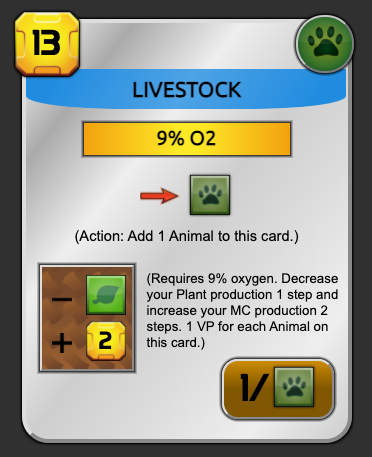 13
LIVESTOCK
9% O2
(Action: Add 1 Animal to this card.)
(Requires 9% oxygen. Decrease
your Plant production 1 step and
increase your MC production 2
steps. 1 VP for each Animal on
this card.)
−
+ 2
1/